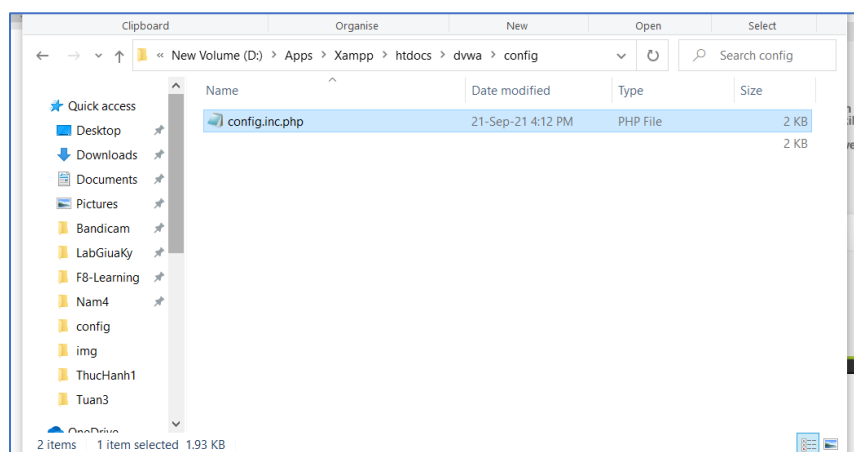 Clipboard Organise New Open Select
« New Volume (D:) > Apps > Xampp > htdocs > dvwa > config Search config
Name Date modified Type Size
Quick access
config.inc.php 21-Sep-21 4:12 PM PHP File 2 KB
Desktop
2 KB
Downloads
Documents
Pictures
Bandicam
LabGiuaKy
F8-Learning
Nam4
config
img
ThucHanh1
Tuan3
OneDrive
2 items 1 item selected 1.93 KB